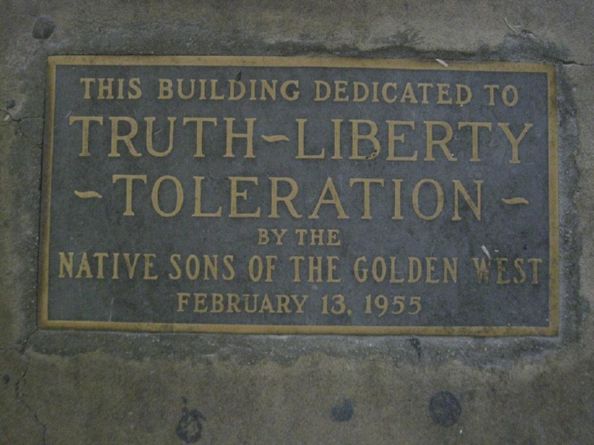 THIS BUILDING DEDICATED TO
TRUTH~LIBERTY
~TOLERATION~
BY THE
NATIVE SONS OF THE GOLDEN WEST
FEBRUARY 13, 1955